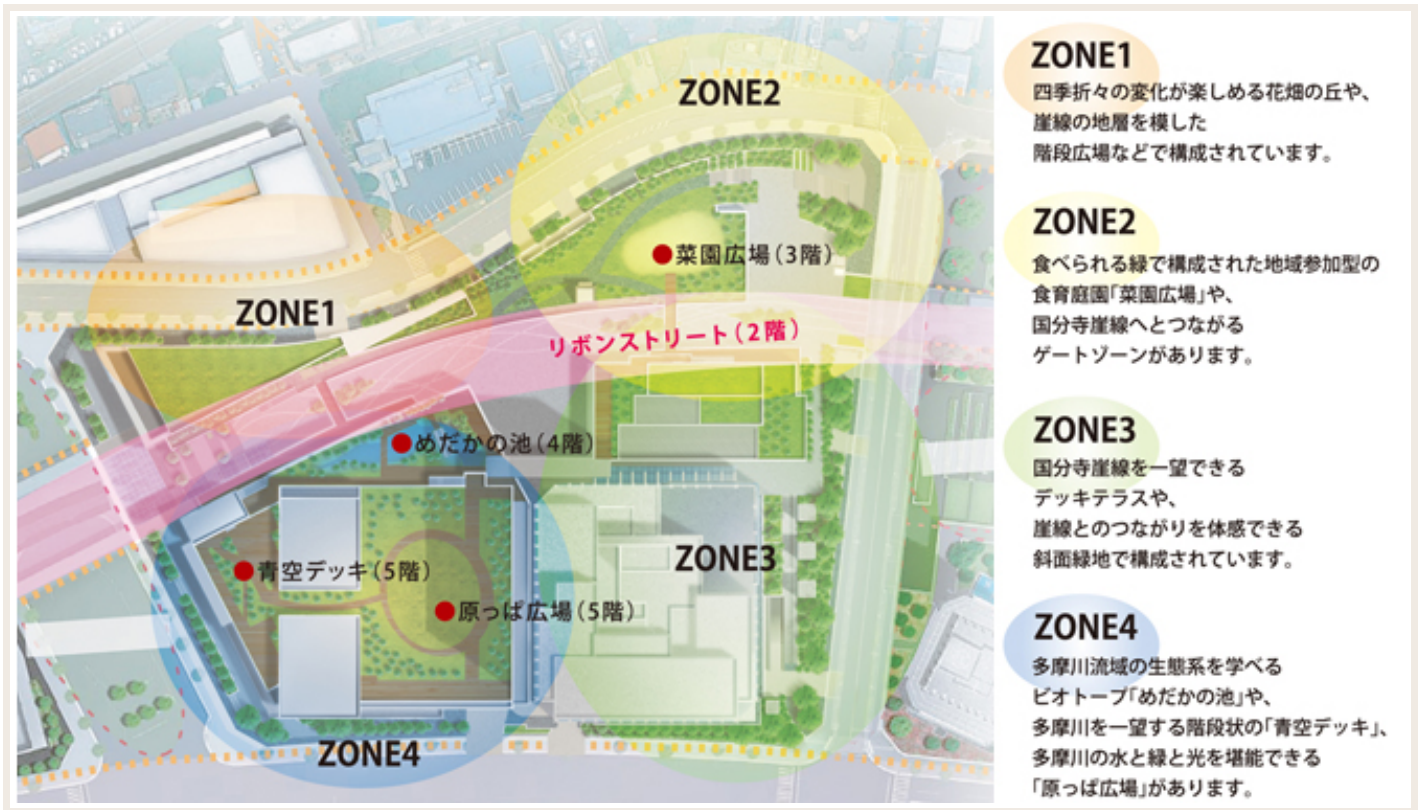 ZONE2
菜園広場(3階)
ZONE1
リボンストリート(2階)
めだかの池(4階)
青空デッキ(5階)
原っぱ広場(5階)
ZONE3
ZONE4
ZONE1
四季折々の変化が楽しめる花畑の丘や、
崖線の地層を模した
階段広場などで構成されています。
ZONE2
食べられる緑で構成された地域参加型の
食育庭園「菜園広場」や、
国分寺崖線へとつながる
ゲートゾーンがあります。
ZONE3
国分寺崖線を一望できる
デッキテラスや、
崖線とのつながりを体感できる
斜面緑地で構成されています。
ZONE4
多摩川流域の生態系を学べる
ビオトープ「めだかの池」や、
多摩川を一望する階段状の「青空デッキ」、
多摩川の水と緑と光を堪能できる
「原っぱ広場」があります。